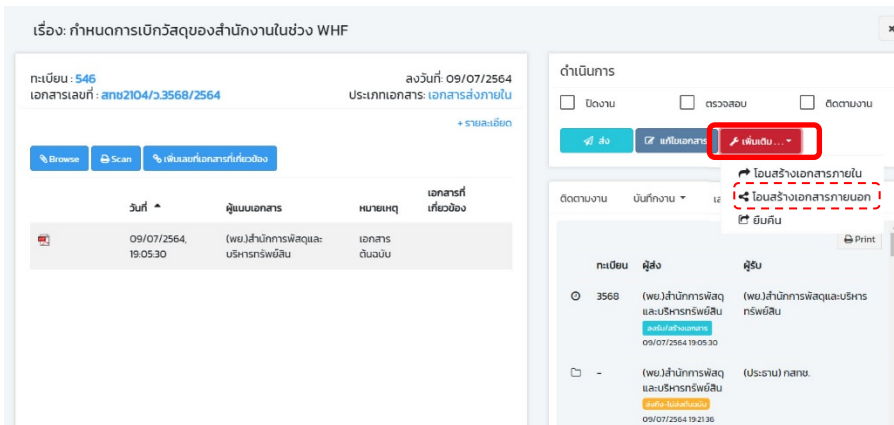 เรื่อง: กำหนดการเบิกวัสดุของสำนักงานในช่วง WHF
×
ทะเบียน : 546
ลงวันที่: 09/07/2564
เอกสารเลขที่ : สทช2104/ว.3568/2564
ประเภทเอกสาร: เอกสารส่งภายใน
+ รายละเอียด
Browse
Scan
เพิ่มเลขที่เอกสารที่เกี่ยวข้อง
วันที่
ผู้แนบเอกสาร
หมายเหตุ
เอกสารที่
เกี่ยวข้อง
09/07/2564,
19:05:30
(พย.)สำนักการพัสดุและ
บริหารทรัพย์สิน
เอกสาร
ต้นฉบับ
ดำเนินการ
ปิดงาน
ตรวจสอบ
ติดตามงาน
ส่ง
แก้ไขเอกสาร
เพิ่มเติม...
โอนสร้างเอกสารภายใน
โอนสร้างเอกสารภายนอก
ยืมคืน
ติดตามงาน
บันทึกงาน
Print
ทะเบียน
ผู้ส่ง
ผู้รับ
3568
(พย.)สำนักการพัสดุ
และบริหารทรัพย์สิน
ลงรับ/สร้างเอกสาร
09/07/2564 19:05:30
(พย.)สำนักการพัสดุและบริหาร
ทรัพย์สิน
-
(พย.)สำนักการพัสดุ
และบริหารทรัพย์สิน
ส่งถึง-ไม่ส่งต้นฉบับ
09/07/2564 19:21:36
(ประธาน) กสทช.